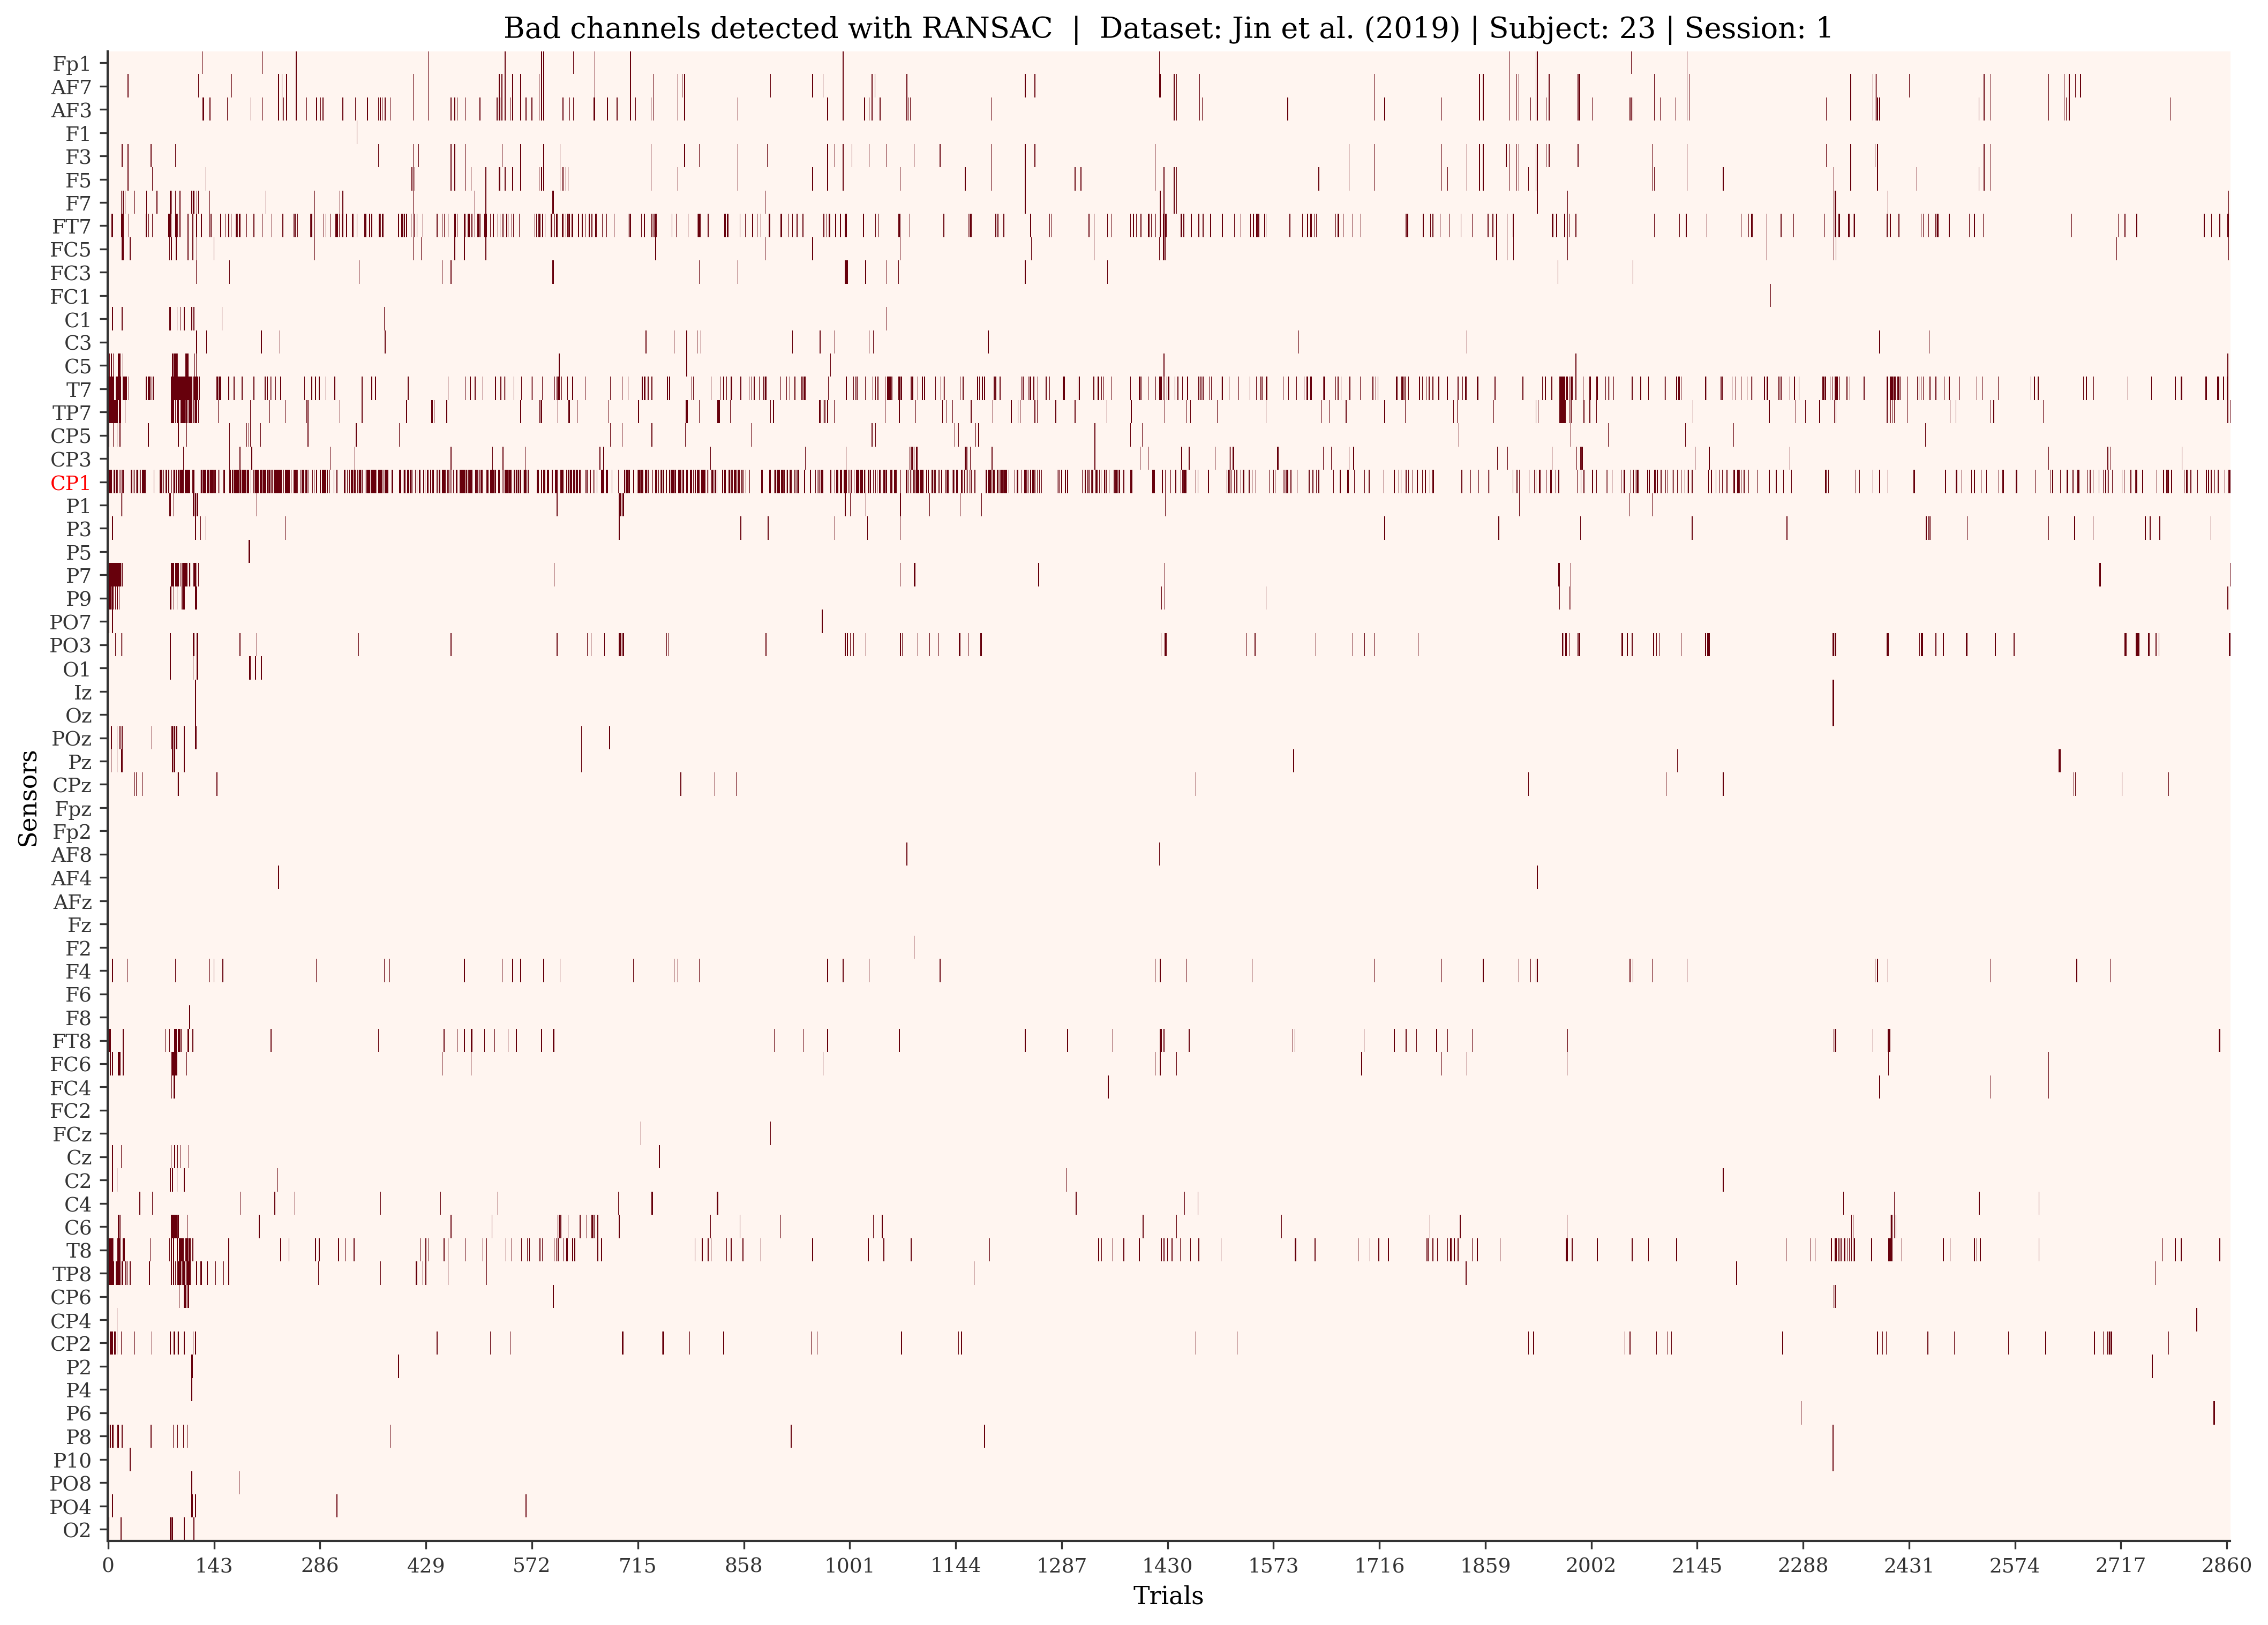 Bad channels detected with RANSAC | Dataset: Jin et al. (2019) | Subject: 23 | Session: 1
Sensors
Fp1
AF7
AF3
F1
F3
F5
F7
FT7
FC5
FC3
FC1
C1
C3
C5
T7
TP7
CP5
CP3
CP1
P1
P3
P5
P7
P9
PO7
PO3
O1
Iz
Oz
POz
Pz
CPz
Fpz
Fp2
AF8
AF4
AFz
Fz
F2
F4
F6
F8
FT8
FC6
FC4
FC2
FCz
Cz
C2
C4
C6
T8
TP8
CP6
CP4
CP2
P2
P4
P6
P8
P10
PO8
PO4
O2
0 143 286 429 572 715 858 1001 1144 1287 1430 1573 1716 1859 2002 2145 2288 2431 2574 2717 2860
Trials